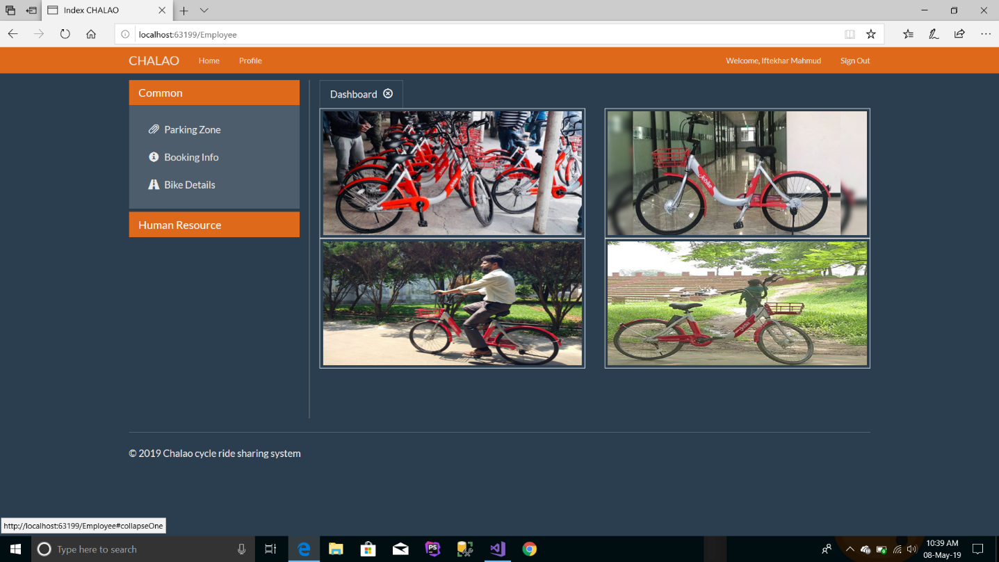 Index CHALAO
localhost:63199/Employee
CHALAO Home Profile Welcome, Iftekhar Mahmud Sign Out
Common
Dashboard
Parking Zone
Booking Info
Bike Details
Human Resource
© 2019 Chalao cycle ride sharing system
http://localhost:63199/Employee#collapseOne
Type here to search
PS
10:39 AM
08-May-19